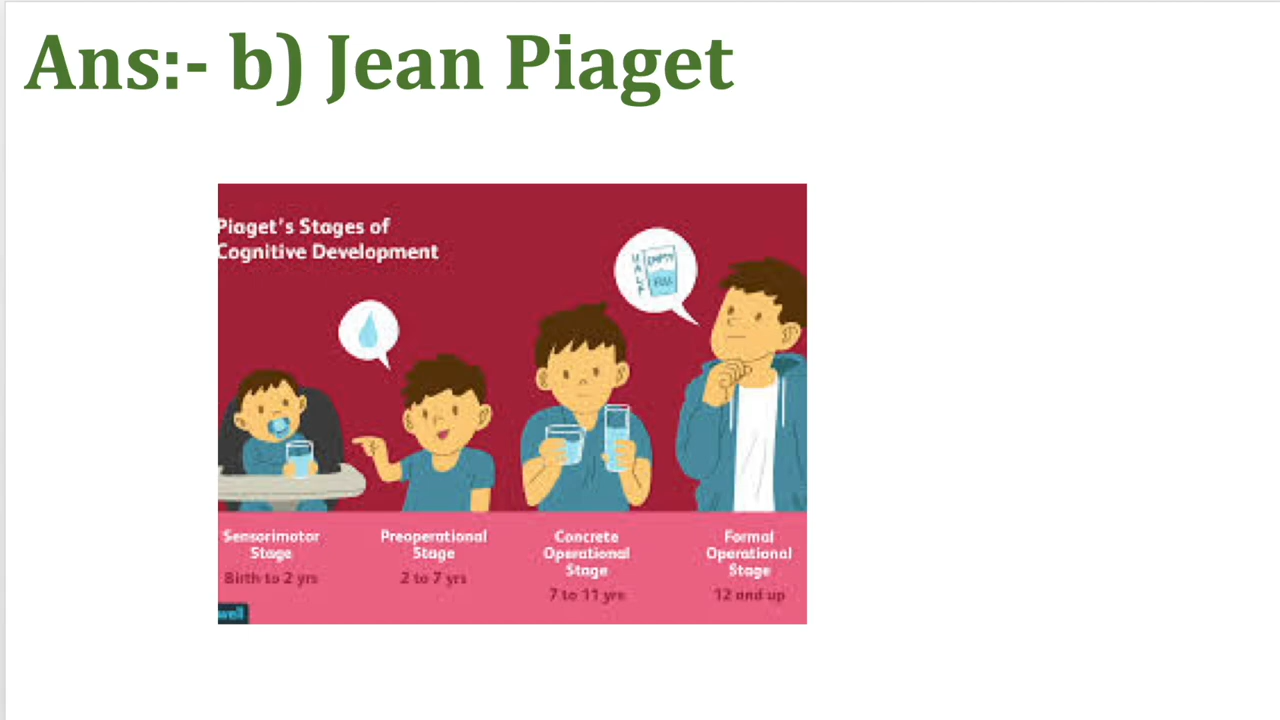 Ans:- b) Jean Piaget
Piaget's Stages of
Cognitive Development
HALF
EMPTY
FULL
Sensorimotor
Stage
Birth to 2 yrs
Preoperational
Stage
2 to 7 yrs
Concrete
Operational
Stage
7 to 11 yrs
Formal
Operational
Stage
12 and up
well